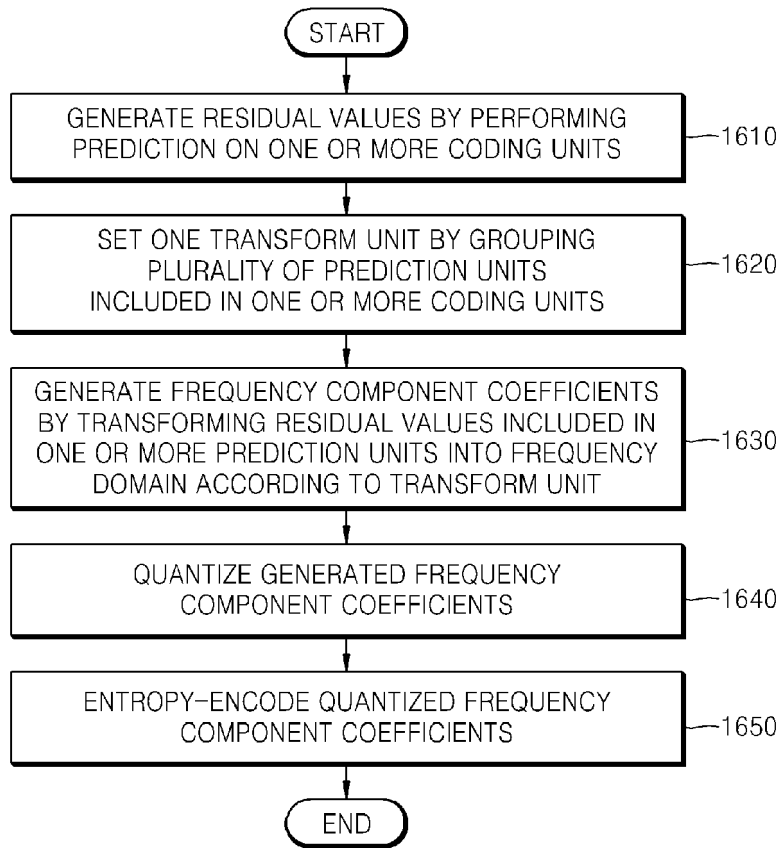 START
GENERATE RESIDUAL VALUES BY PERFORMING
PREDICTION ON ONE OR MORE CODING UNITS
1610
SET ONE TRANSFORM UNIT BY GROUPING
PLURALITY OF PREDICTION UNITS
INCLUDED IN ONE OR MORE CODING UNITS
1620
GENERATE FREQUENCY COMPONENT COEFFICIENTS
BY TRANSFORMING RESIDUAL VALUES INCLUDED IN
ONE OR MORE PREDICTION UNITS INTO FREQUENCY
DOMAIN ACCORDING TO TRANSFORM UNIT
1630
QUANTIZE GENERATED FREQUENCY
COMPONENT COEFFICIENTS
1640
ENTROPY-ENCODE QUANTIZED FREQUENCY
COMPONENT COEFFICIENTS
1650
END